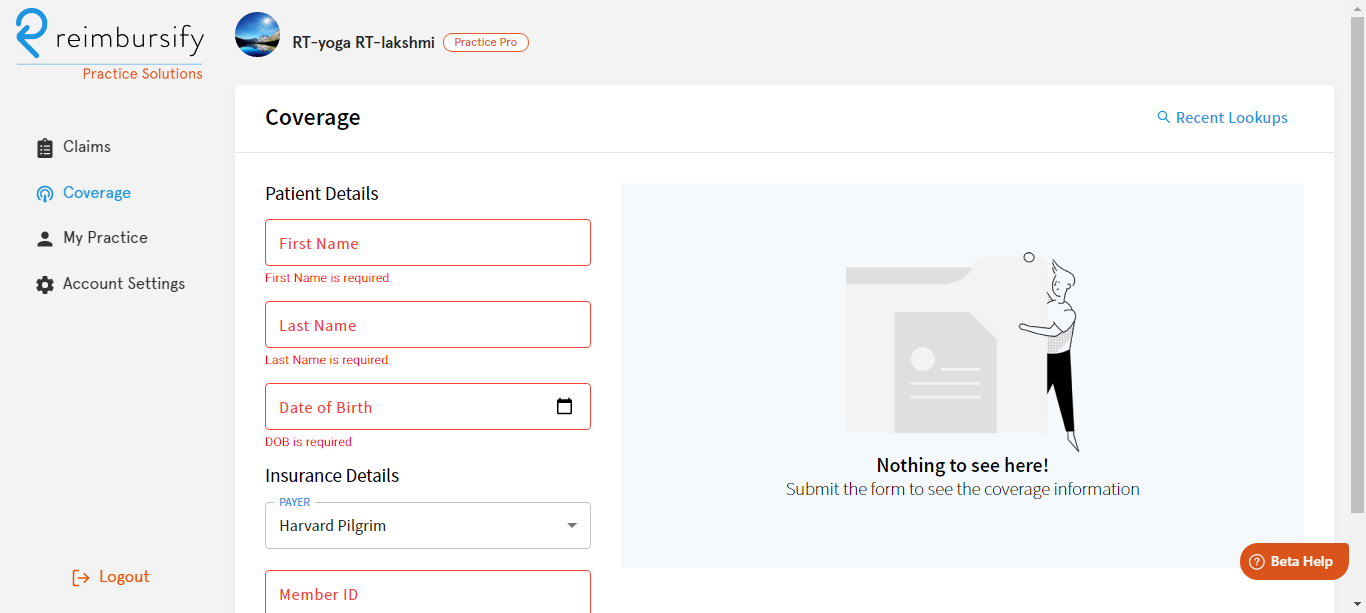 reimbursify
Practice Solutions
RT-yoga RT-lakshmi
Practice Pro
Claims
Coverage
My Practice
Account Settings
Logout
Coverage
Recent Lookups
Patient Details
First Name
First Name is required
Last Name
Last Name is required
Date of Birth
DOB is required
Insurance Details
PAYER
Harvard Pilgrim
Member ID
Nothing to see here!
Submit the form to see the coverage information
? Beta Help